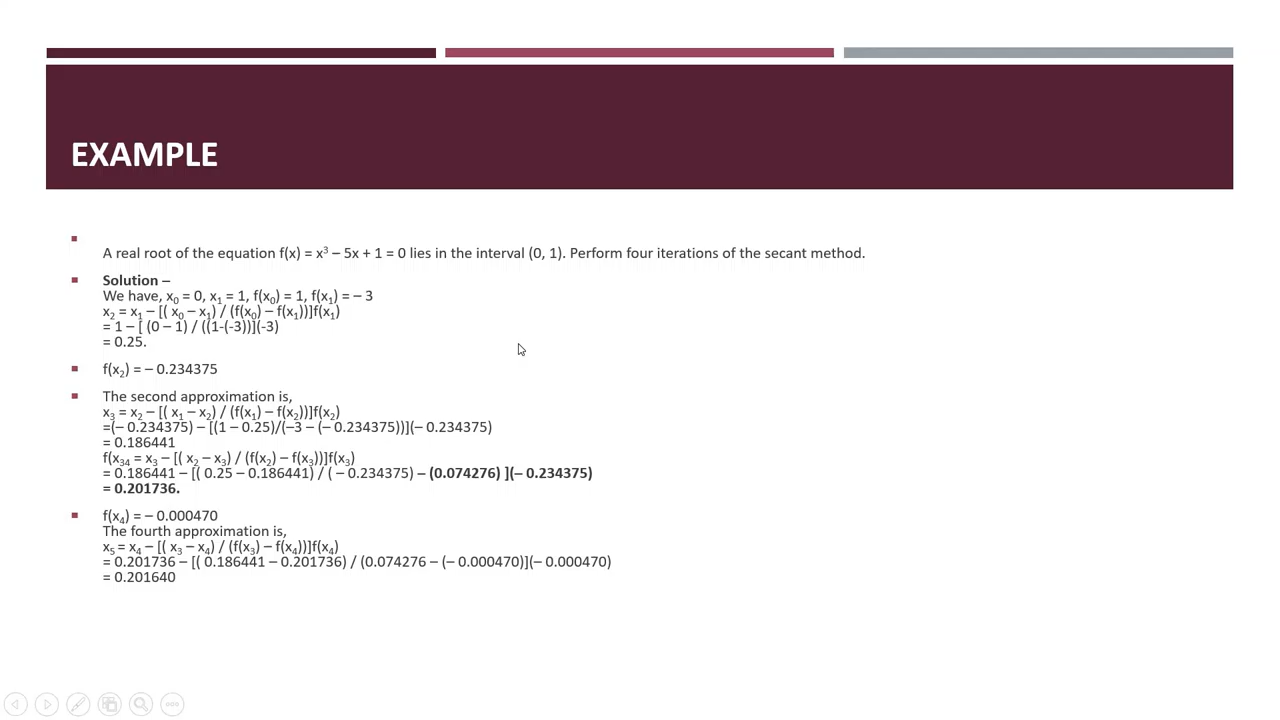 EXAMPLE
A real root of the equation f(x) = x³ – 5x + 1 = 0 lies in the interval (0, 1). Perform four iterations of the secant method.
Solution –
We have, x₀ = 0, x₁ = 1, f(x₀) = 1, f(x₁) = – 3
x₂ = x₁ – [( x₀ – x₁) / (f(x₀) – f(x₁))]f(x₁)
= 1 – [ (0 – 1) / ((1-(-3))](-3)
= 0.25.
f(x₂) = – 0.234375
The second approximation is,
x₃ = x₂ – [( x₁ – x₂) / (f(x₁) – f(x₂))]f(x₂)
=(– 0.234375) – [(1 – 0.25)/(–3 – (– 0.234375))](– 0.234375)
= 0.186441
f(x₃₄ = x₃ – [( x₂ – x₃) / (f(x₂) – f(x₃))]f(x₃)
= 0.186441 – [( 0.25 – 0.186441) / ( – 0.234375) – (0.074276) ](– 0.234375)
= 0.201736.
f(x₄) = – 0.000470
The fourth approximation is,
x₅ = x₄ – [( x₃ – x₄) / (f(x₃) – f(x₄))]f(x₄)
= 0.201736 – [( 0.186441 – 0.201736) / (0.074276 – (– 0.000470)](– 0.000470)
= 0.201640